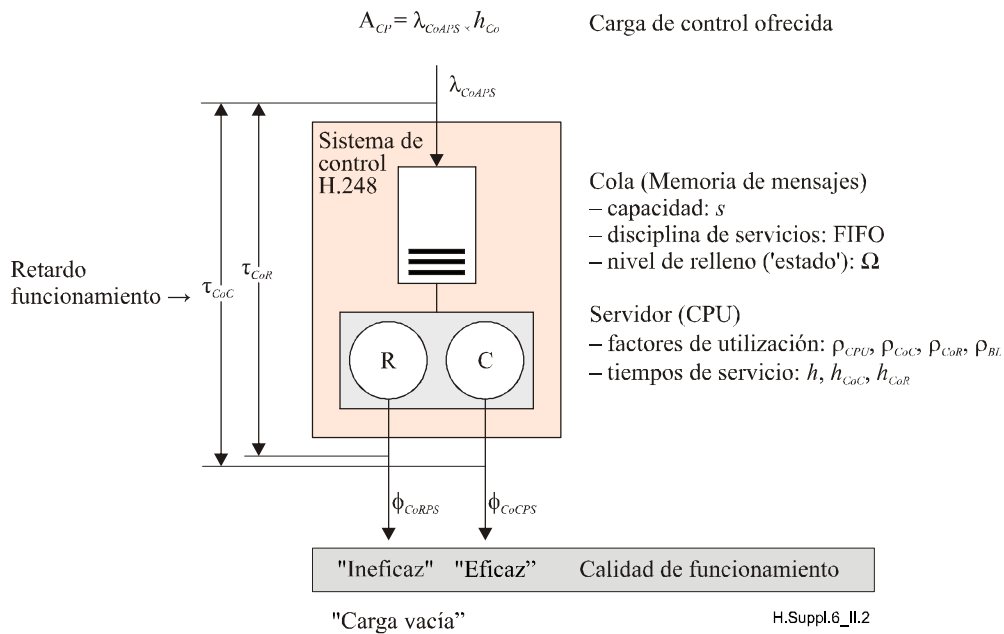 A_CP = λ_CoAPS · h_Co
Carga de control ofrecida
λ_CoAPS
Sistema de
control
H.248
Cola (Memoria de mensajes)
– capacidad: s
– disciplina de servicios: FIFO
– nivel de relleno ('estado'): Ω
Retardo
funcionamiento →
τ_CoC
τ_CoR
Servidor (CPU)
– factores de utilización: ρ_CPU, ρ_CoC, ρ_CoR,
– tiempos de servicio: h, h_CoC, h_CoR
R
C
ϕ_CoRPS
ϕ_CoCPS
"Ineficaz" "Eficaz” Calidad de funcionamiento
"Carga vacía”
H.Suppl.6_II.2